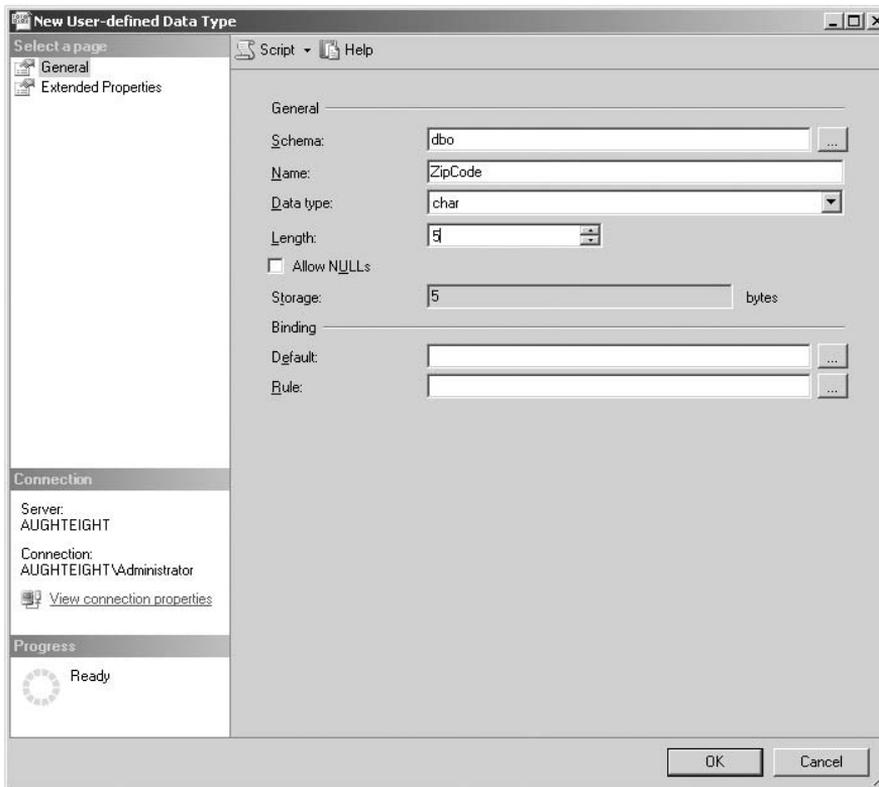 New User-defined Data Type
Select a page
General
Extended Properties
Script
Help
General
Schema: dbo ...
Name: ZipCode
Data type: char
Length: 5
Allow NULLs
Storage: 5 bytes
Binding
Default: ...
Rule: ...
Connection
Server:
AUGHTEIGHT
Connection:
AUGHTEIGHT\Administrator
View connection properties
Progress
Ready
OK
Cancel